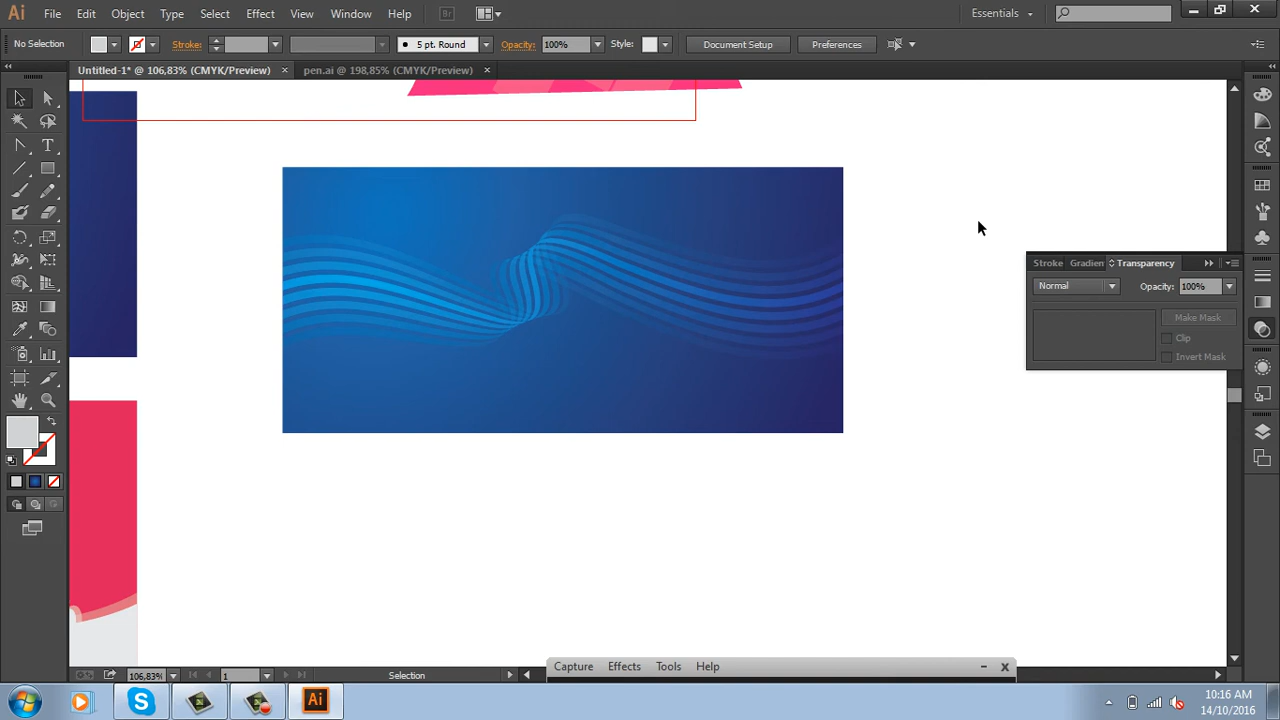 Ai File Edit Object Type Select Effect View Window Help Br Essentials
No Selection Stroke: 5 pt. Round Opacity: 100% Style: Document Setup Preferences
Untitled-1* @ 106,83% (CMYK/Preview) × pen.ai @ 198,85% (CMYK/Preview) ×
Stroke Gradien Transparency
Normal Opacity: 100%
Make Mask
Clip
Invert Mask
106,83% 1 Selection
Capture Effects Tools Help
Ai
10:16 AM
14/10/2016